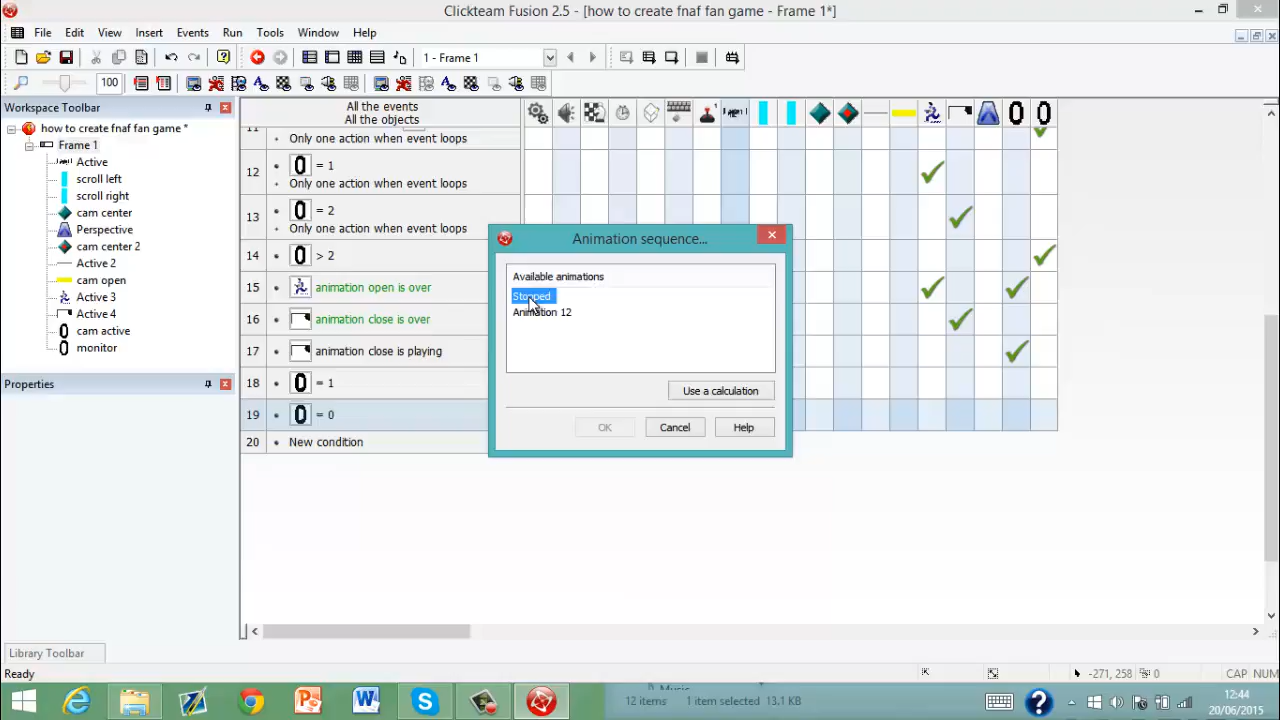 Clickteam Fusion 2.5 - [how to create fnaf fan game - Frame 1*]
File Edit View Insert Events Run Tools Window Help
1 - Frame 1
100
Workspace Toolbar
how to create fnaf fan game *
Frame 1
Active
scroll left
scroll right
cam center
Perspective
cam center 2
Active 2
cam open
Active 3
Active 4
cam active
monitor
Properties
Library Toolbar
All the events
All the objects
11
• Only one action when event loops
12 • 0 = 1
• Only one action when event loops
13 • 0 = 2
• Only one action when event loops
14 • 0 > 2
15 • animation open is over
16 • animation close is over
17 • animation close is playing
18 • 0 = 1
19 • 0 = 0
20 • New condition
Animation sequence...
Available animations
Stopped
Animation 12
Use a calculation
OK Cancel Help
Ready
-271, 258 0 CAP NUM
12 items 1 item selected 13.1 KB
12:44
20/06/2015